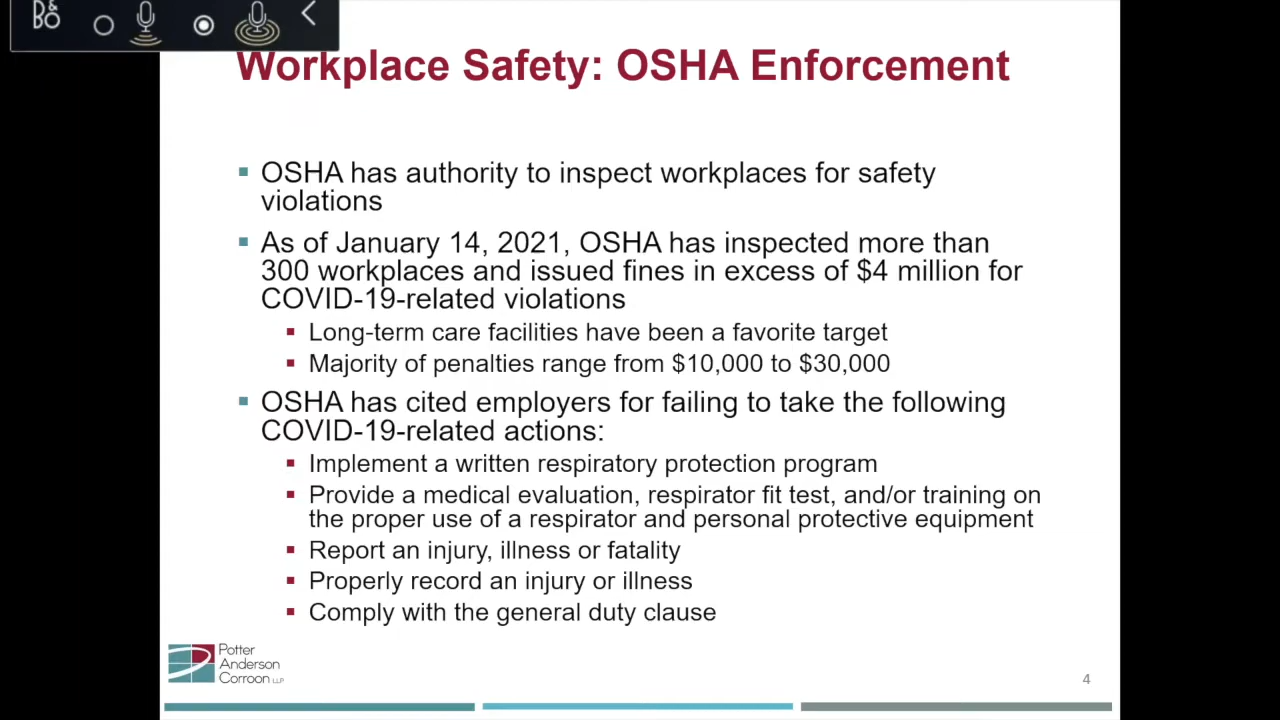 B&O
Workplace Safety: OSHA Enforcement
OSHA has authority to inspect workplaces for safety
violations
As of January 14, 2021, OSHA has inspected more than
300 workplaces and issued fines in excess of $4 million for
COVID-19-related violations
Long-term care facilities have been a favorite target
Majority of penalties range from $10,000 to $30,000
OSHA has cited employers for failing to take the following
COVID-19-related actions:
Implement a written respiratory protection program
Provide a medical evaluation, respirator fit test, and/or training on
the proper use of a respirator and personal protective equipment
Report an injury, illness or fatality
Properly record an injury or illness
Comply with the general duty clause
Potter
Anderson
Corroon LLP
4